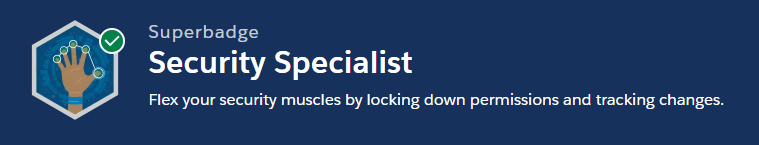 Superbadge
Security Specialist
Flex your security muscles by locking down permissions and tracking changes.